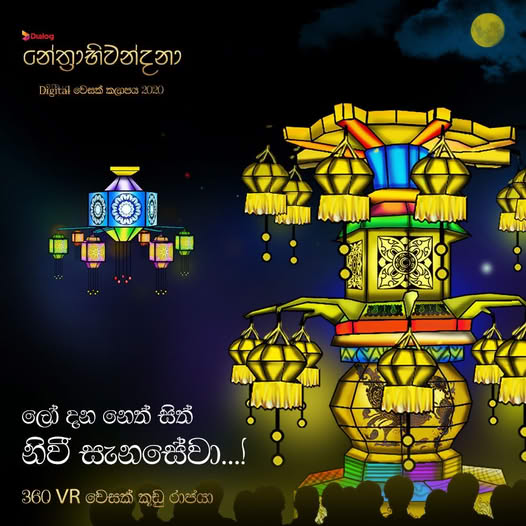 Dialog
නේත්‍රාභිවන්දනා
Digital වෙසක් කලාපය 2020
ලෝ දන නෙත් සිත්
නිවී සැනසේවා...!
360 VR වෙසක් කූඩු රාජයා